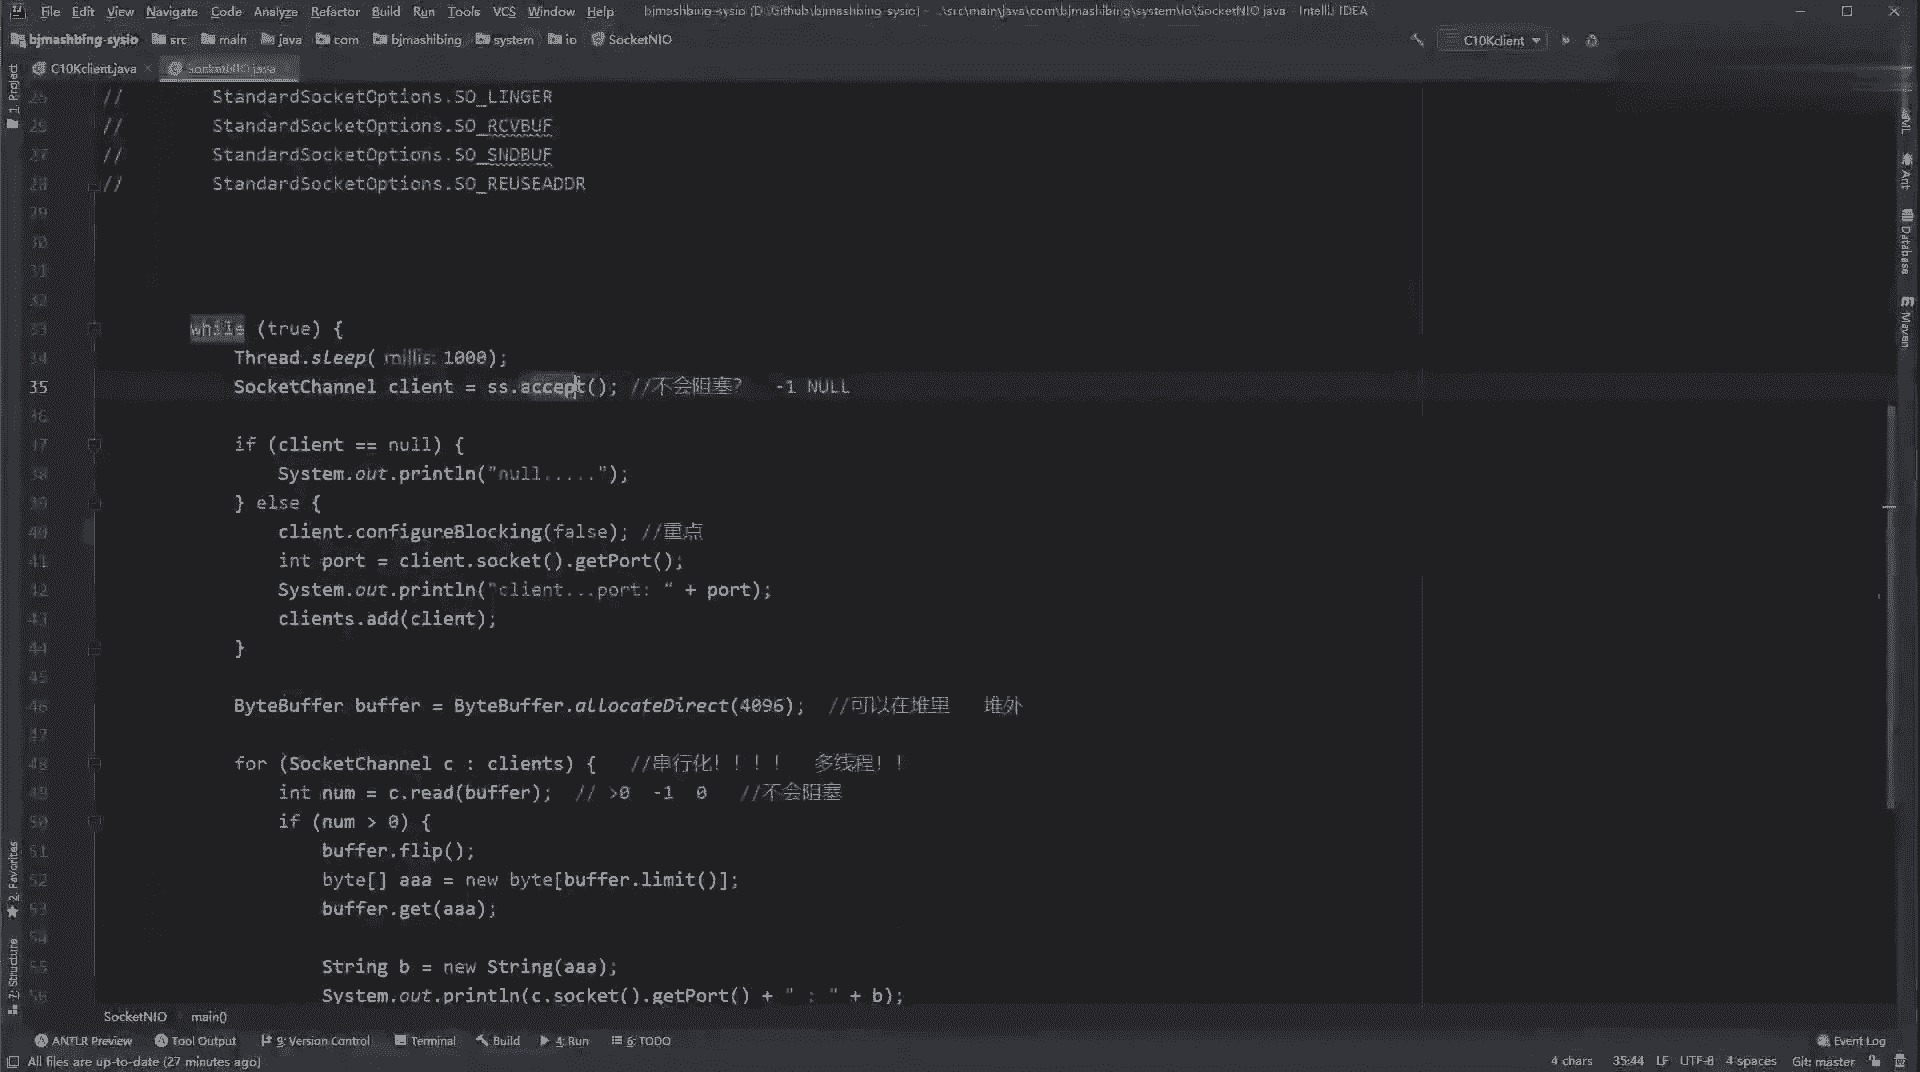 File Edit View Navigate Code Analyze Refactor Build Run Tools VCS Window Help bjmashbing-sysio [D:\Github\bjmashbing-sysio] - ...\src\main\java\com\bjmashibing\system\io\SocketNIO.java - IntelliJ IDEA
bjmashbing-sysio src main java com bjmashibing system io SocketNIO C10Kclient
C10Kclient.java SocketNIO.java
1: Project
// StandardSocketOptions.SO_LINGER
// StandardSocketOptions.SO_RCVBUF
27 // StandardSocketOptions.SO_SNDBUF
28 // StandardSocketOptions.SO_REUSEADDR
29
30
31
32
33 while (true) {
34 Thread.sleep( millis: 1000);
35 SocketChannel client = ss.accept(); //不会阻塞? -1 NULL
36
37 if (client == null) {
38 System.out.println("null.....");
39 } else {
40 client.configureBlocking(false); //重点
41 int port = client.socket().getPort();
42 System.out.println("client...port: " + port);
43 clients.add(client);
44 }
45
46 ByteBuffer buffer = ByteBuffer.allocateDirect(4096); //可以在堆里 堆外
47
48 for (SocketChannel c : clients) { //串行化!!!! 多线程!!
49 int num = c.read(buffer); // >0 -1 0 //不会阻塞
50 if (num > 0) {
51 buffer.flip();
52 byte[] aaa = new byte[buffer.limit()];
53 buffer.get(aaa);
54
55 String b = new String(aaa);
56 System.out.println(c.socket().getPort() + " : " + b);
Ant
Database
Maven
2: Favorites
7: Structure
SocketNIO main()
ANTLR Preview Tool Output 9: Version Control Terminal Build 4: Run 6: TODO Event Log
All files are up-to-date (27 minutes ago) 4 chars 35:44 LF UTF-8 4 spaces Git: master